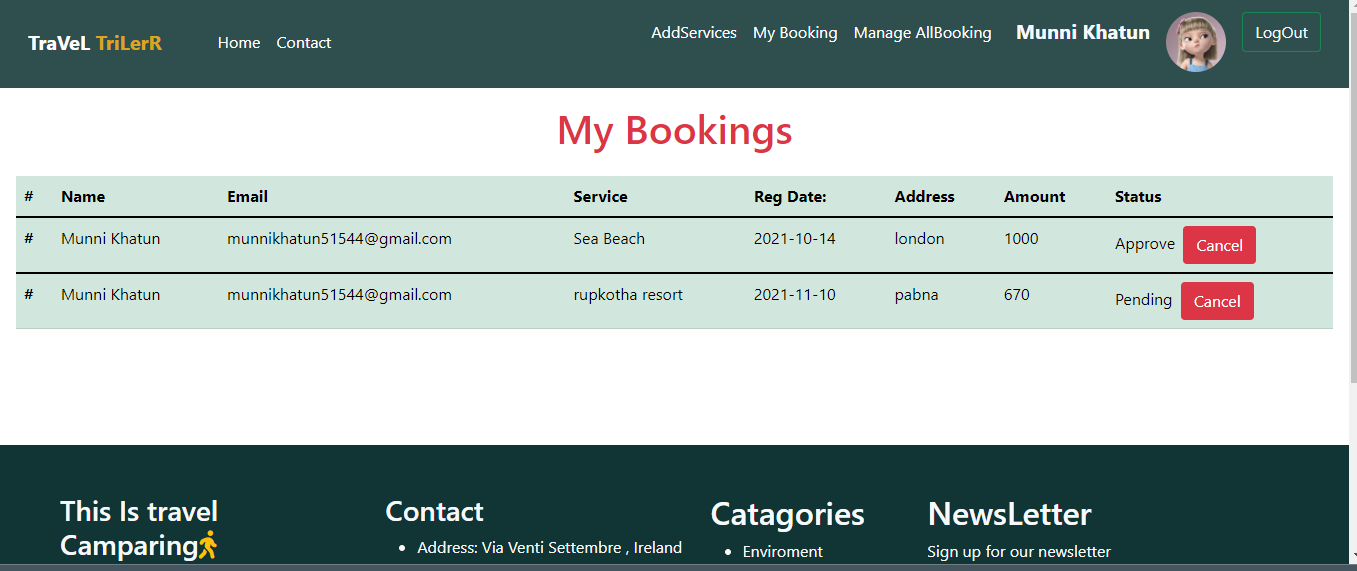 TraVeL TriLerR Home Contact AddServices My Booking Manage AllBooking Munni Khatun LogOut
My Bookings
# Name Email Service Reg Date: Address Amount Status
# Munni Khatun munnikhatun51544@gmail.com Sea Beach 2021-10-14 london 1000 Approve Cancel
# Munni Khatun munnikhatun51544@gmail.com rupkotha resort 2021-11-10 pabna 670 Pending Cancel
This Is travel
Camparing
Contact
• Address: Via Venti Settembre , Ireland
Catagories
• Enviroment
NewsLetter
Sign up for our newsletter